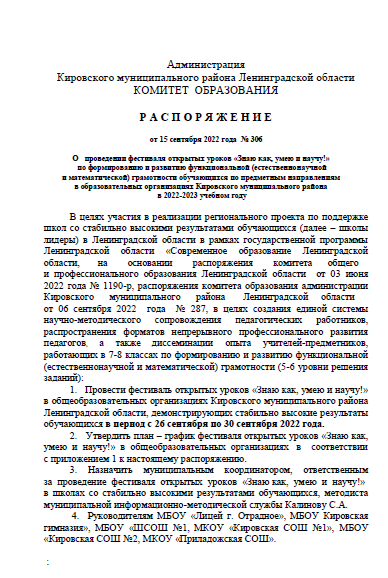 Администрация
Кировского муниципального района Ленинградской области
КОМИТЕТ ОБРАЗОВАНИЯ
Р А С П О Р Я Ж Е Н И Е
от 15 сентября 2022 года № 306
О проведении фестиваля открытых уроков «Знаю как, умею и научу!»
по формированию и развитию функциональной (естественнонаучной
и математической) грамотности обучающихся по предметным направлениям
в образовательных организациях Кировского муниципального района
в 2022-2023 учебном году
В целях участия в реализации регионального проекта по поддержке
школ со стабильно высокими результатами обучающихся (далее – школы
лидеры) в Ленинградской области в рамках государственной программы
Ленинградской области «Современное образование Ленинградской
области, на основании распоряжения комитета общего
и профессионального образования Ленинградской области от 03 июня
2022 года № 1190-р, распоряжения комитета образования администрации
Кировского муниципального района Ленинградской области
от 06 сентября 2022 года № 287, в целях создания единой системы
научно-методического сопровождения педагогических работников,
распространения форматов непрерывного профессионального развития
педагогов, а также диссеминации опыта учителей-предметников,
работающих в 7-8 классах по формированию и развитию функциональной
(естественнонаучной и математической) грамотности (5-6 уровни решения
заданий):
1. Провести фестиваль открытых уроков «Знаю как, умею и научу!»
в общеобразовательных организациях Кировского муниципального района
Ленинградской области, демонстрирующих стабильно высокие результаты
обучающихся в период с 26 сентября по 30 сентября 2022 года.
2. Утвердить план – график фестиваля открытых уроков «Знаю как,
умею и научу!» в общеобразовательных организациях в соответствии
с приложением 1 к настоящему распоряжению.
3. Назначить муниципальным координатором, ответственным
за проведение фестиваля открытых уроков «Знаю как, умею и научу!»
в школах со стабильно высокими результатами обучающихся, методиста
муниципальной информационно-методической службы Калинову С.А.
4. Руководителям МБОУ «Лицей г. Отрадное», МБОУ Кировская
гимназия», МБОУ «ШСОШ №1, МКОУ «Кировская СОШ №1», МБОУ
«Кировская СОШ №2, МКОУ «Приладожская СОШ».
: